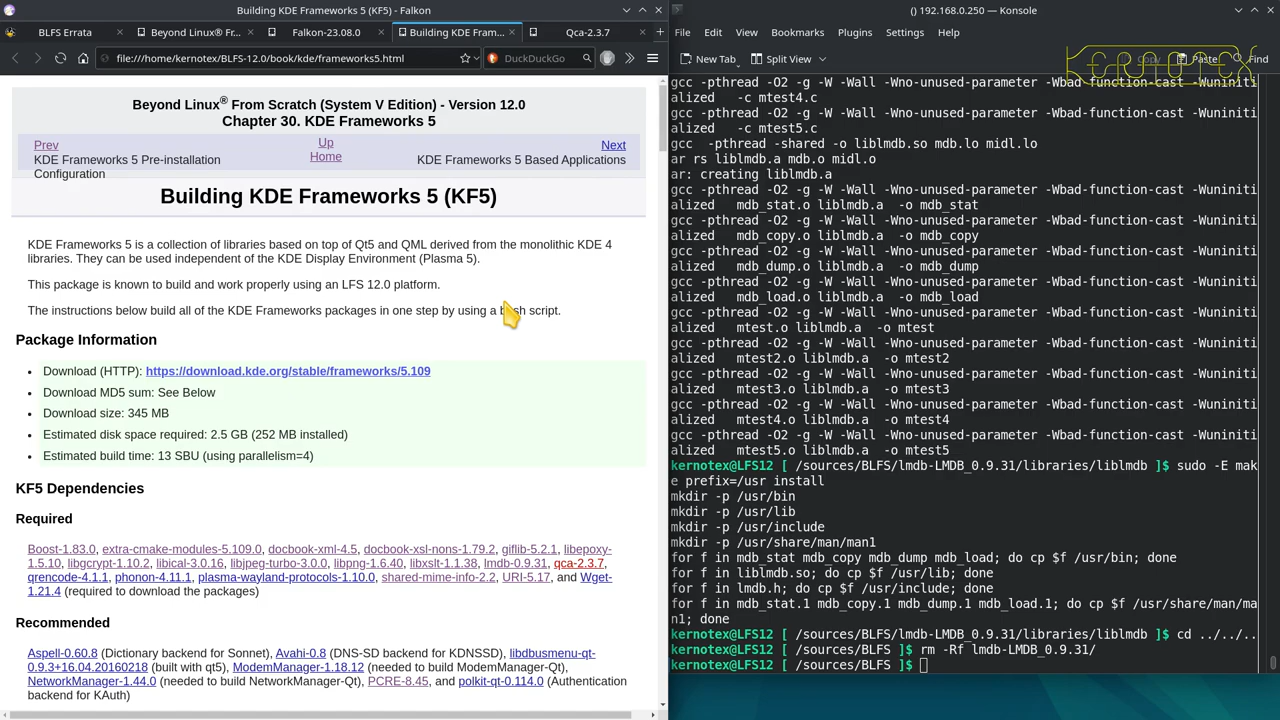 Building KDE Frameworks 5 (KF5) - Falkon
BLFS Errata
Beyond Linux® Fr...
Falkon-23.08.0
Building KDE Fram...
Qca-2.3.7
file:///home/kernotex/BLFS-12.0/book/kde/frameworks5.html
DuckDuckGo
Beyond Linux® From Scratch (System V Edition) - Version 12.0
Chapter 30. KDE Frameworks 5
Prev
Up
Next
KDE Frameworks 5 Pre-installation
Home
KDE Frameworks 5 Based Applications
Configuration
Building KDE Frameworks 5 (KF5)
KDE Frameworks 5 is a collection of libraries based on top of Qt5 and QML derived from the monolithic KDE 4
libraries. They can be used independent of the KDE Display Environment (Plasma 5).
This package is known to build and work properly using an LFS 12.0 platform.
The instructions below build all of the KDE Frameworks packages in one step by using a bash script.
Package Information
• Download (HTTP): https://download.kde.org/stable/frameworks/5.109
• Download MD5 sum: See Below
• Download size: 345 MB
• Estimated disk space required: 2.5 GB (252 MB installed)
• Estimated build time: 13 SBU (using parallelism=4)
KF5 Dependencies
Required
Boost-1.83.0, extra-cmake-modules-5.109.0, docbook-xml-4.5, docbook-xsl-nons-1.79.2, giflib-5.2.1, libepoxy-
1.5.10, libgcrypt-1.10.2, libical-3.0.16, libjpeg-turbo-3.0.0, libpng-1.6.40, libxslt-1.1.38, lmdb-0.9.31, qca-2.3.7,
qrencode-4.1.1, phonon-4.11.1, plasma-wayland-protocols-1.10.0, shared-mime-info-2.2, URI-5.17, and Wget-
1.21.4 (required to download the packages)
Recommended
Aspell-0.60.8 (Dictionary backend for Sonnet), Avahi-0.8 (DNS-SD backend for KDNSSD), libdbusmenu-qt-
0.9.3+16.04.20160218 (built with qt5), ModemManager-1.18.12 (needed to build ModemManager-Qt),
NetworkManager-1.44.0 (needed to build NetworkManager-Qt), PCRE-8.45, and polkit-qt-0.114.0 (Authentication
backend for KAuth)
() 192.168.0.250 — Konsole
File Edit View Bookmarks Plugins Settings Help
New Tab Split View Copy Paste Find
KERNOTEX
gcc -pthread -O2 -g -W -Wall -Wno-unused-parameter -Wbad-function-cast -Wuniniti
alized   -c mtest4.c
gcc -pthread -O2 -g -W -Wall -Wno-unused-parameter -Wbad-function-cast -Wuniniti
alized   -c mtest5.c
gcc  -pthread -shared -o liblmdb.so mdb.lo midl.lo
ar rs liblmdb.a mdb.o midl.o
ar: creating liblmdb.a
gcc -pthread -O2 -g -W -Wall -Wno-unused-parameter -Wbad-function-cast -Wuniniti
alized   mdb_stat.o liblmdb.a  -o mdb_stat
gcc -pthread -O2 -g -W -Wall -Wno-unused-parameter -Wbad-function-cast -Wuniniti
alized   mdb_copy.o liblmdb.a  -o mdb_copy
gcc -pthread -O2 -g -W -Wall -Wno-unused-parameter -Wbad-function-cast -Wuniniti
alized   mdb_dump.o liblmdb.a  -o mdb_dump
gcc -pthread -O2 -g -W -Wall -Wno-unused-parameter -Wbad-function-cast -Wuniniti
alized   mdb_load.o liblmdb.a  -o mdb_load
gcc -pthread -O2 -g -W -Wall -Wno-unused-parameter -Wbad-function-cast -Wuniniti
alized   mtest.o liblmdb.a  -o mtest
gcc -pthread -O2 -g -W -Wall -Wno-unused-parameter -Wbad-function-cast -Wuniniti
alized   mtest2.o liblmdb.a  -o mtest2
gcc -pthread -O2 -g -W -Wall -Wno-unused-parameter -Wbad-function-cast -Wuniniti
alized   mtest3.o liblmdb.a  -o mtest3
gcc -pthread -O2 -g -W -Wall -Wno-unused-parameter -Wbad-function-cast -Wuniniti
alized   mtest4.o liblmdb.a  -o mtest4
gcc -pthread -O2 -g -W -Wall -Wno-unused-parameter -Wbad-function-cast -Wuniniti
alized   mtest5.o liblmdb.a  -o mtest5
kernotex@LFS12 [ /sources/BLFS/lmdb-LMDB_0.9.31/libraries/liblmdb ]$ sudo -E mak
e prefix=/usr install
mkdir -p /usr/bin
mkdir -p /usr/lib
mkdir -p /usr/include
mkdir -p /usr/share/man/man1
for f in mdb_stat mdb_copy mdb_dump mdb_load; do cp $f /usr/bin; done
for f in liblmdb.so; do cp $f /usr/lib; done
for f in lmdb.h; do cp $f /usr/include; done
for f in mdb_stat.1 mdb_copy.1 mdb_dump.1 mdb_load.1; do cp $f /usr/share/man/ma
n1; done
kernotex@LFS12 [ /sources/BLFS/lmdb-LMDB_0.9.31/libraries/liblmdb ]$ cd ../../..
kernotex@LFS12 [ /sources/BLFS ]$ rm -Rf lmdb-LMDB_0.9.31/
kernotex@LFS12 [ /sources/BLFS ]$